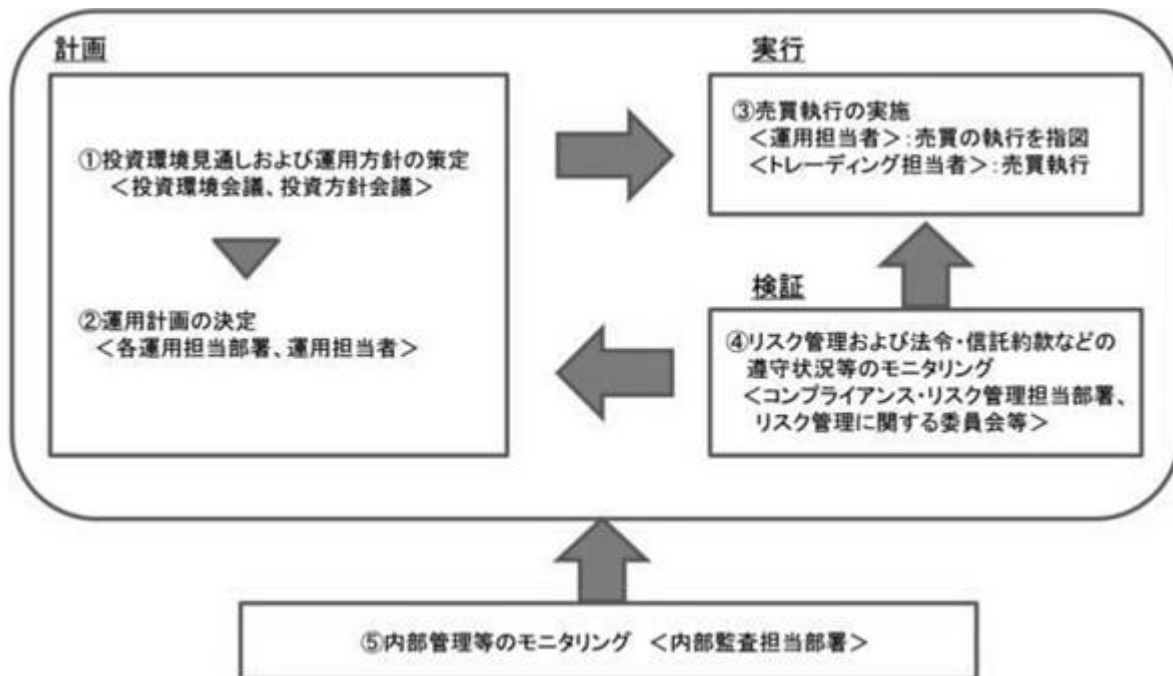 計画
①投資環境見通しおよび運用方針の策定
＜投資環境会議、投資方針会議＞
②運用計画の決定
＜各運用担当部署、運用担当者＞
実行
③売買執行の実施
＜運用担当者＞：売買の執行を指図
＜トレーディング担当者＞：売買執行
検証
④リスク管理および法令・信託約款などの
遵守状況等のモニタリング
＜コンプライアンス・リスク管理担当部署、
リスク管理に関する委員会等＞
⑤内部管理等のモニタリング ＜内部監査担当部署＞